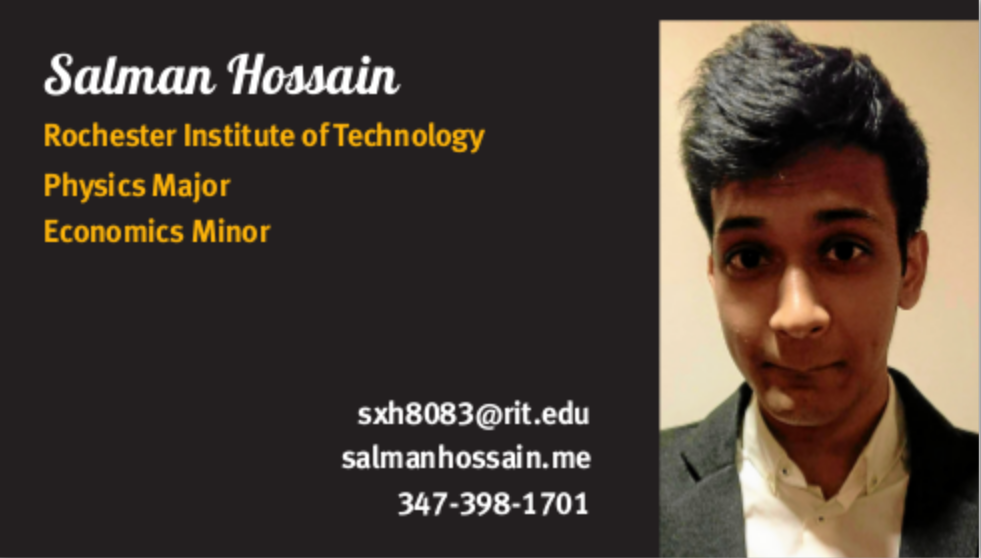 Salman Hossain
Rochester Institute of Technology
Physics Major
Economics Minor
sxh8083@rit.edu
salmanhossain.me
347-398-1701